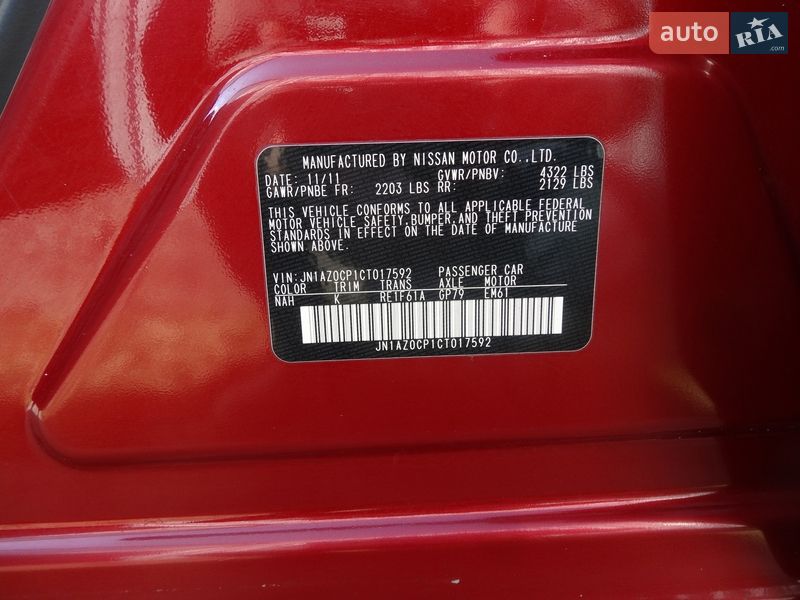 auto RIA .com
MANUFACTURED BY NISSAN MOTOR CO.,LTD.
DATE: 11/11 GVWR/PNBV: 4322 LBS
GAWR/PNBE FR: 2203 LBS RR: 2129 LBS
THIS VEHICLE CONFORMS TO ALL APPLICABLE FEDERAL
MOTOR VEHICLE SAFETY,BUMPER,AND THEFT PREVENTION
STANDARDS IN EFFECT ON THE DATE OF MANUFACTURE
SHOWN ABOVE.
VIN: JN1AZ0CP1CT017592 PASSENGER CAR
COLOR TRIM TRANS AXLE MOTOR
NAH K RE1F61A GP79 EM61
JN1AZ0CP1CT017592